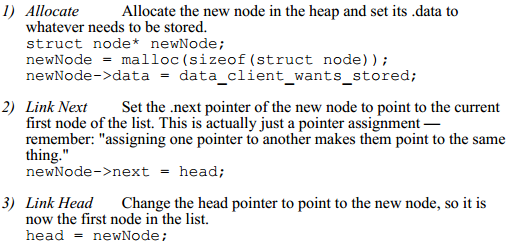 1) Allocate Allocate the new node in the heap and set its .data to
whatever needs to be stored.
struct node* newNode;
newNode = malloc(sizeof(struct node));
newNode->data = data_client_wants_stored;
2) Link Next Set the .next pointer of the new node to point to the current
first node of the list. This is actually just a pointer assignment —
remember: "assigning one pointer to another makes them point to the same
thing."
newNode->next = head;
3) Link Head Change the head pointer to point to the new node, so it is
now the first node in the list.
head = newNode;